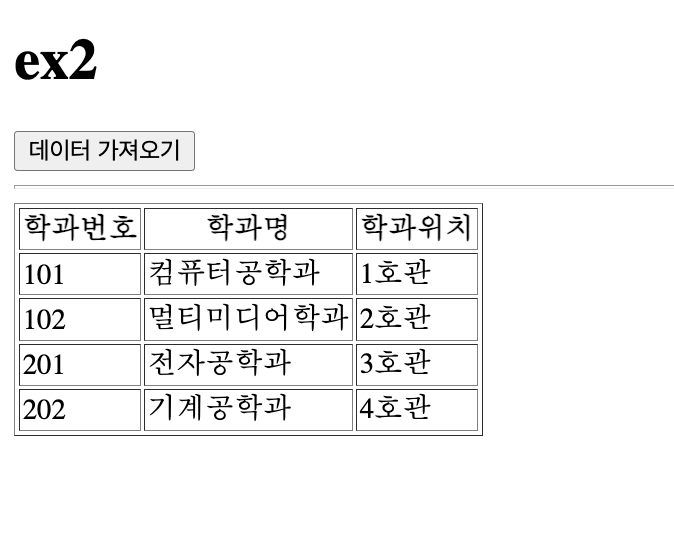 ex2
데이터 가져오기
학과번호 학과명 학과위치
101 컴퓨터공학과 1호관
102 멀티미디어학과 2호관
201 전자공학과 3호관
202 기계공학과 4호관